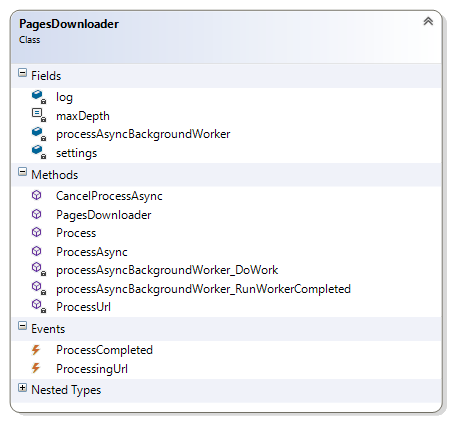 PagesDownloader
Class
Fields
log
maxDepth
processAsyncBackgroundWorker
settings
Methods
CancelProcessAsync
PagesDownloader
Process
ProcessAsync
processAsyncBackgroundWorker_DoWork
processAsyncBackgroundWorker_RunWorkerCompleted
ProcessUrl
Events
ProcessCompleted
ProcessingUrl
Nested Types